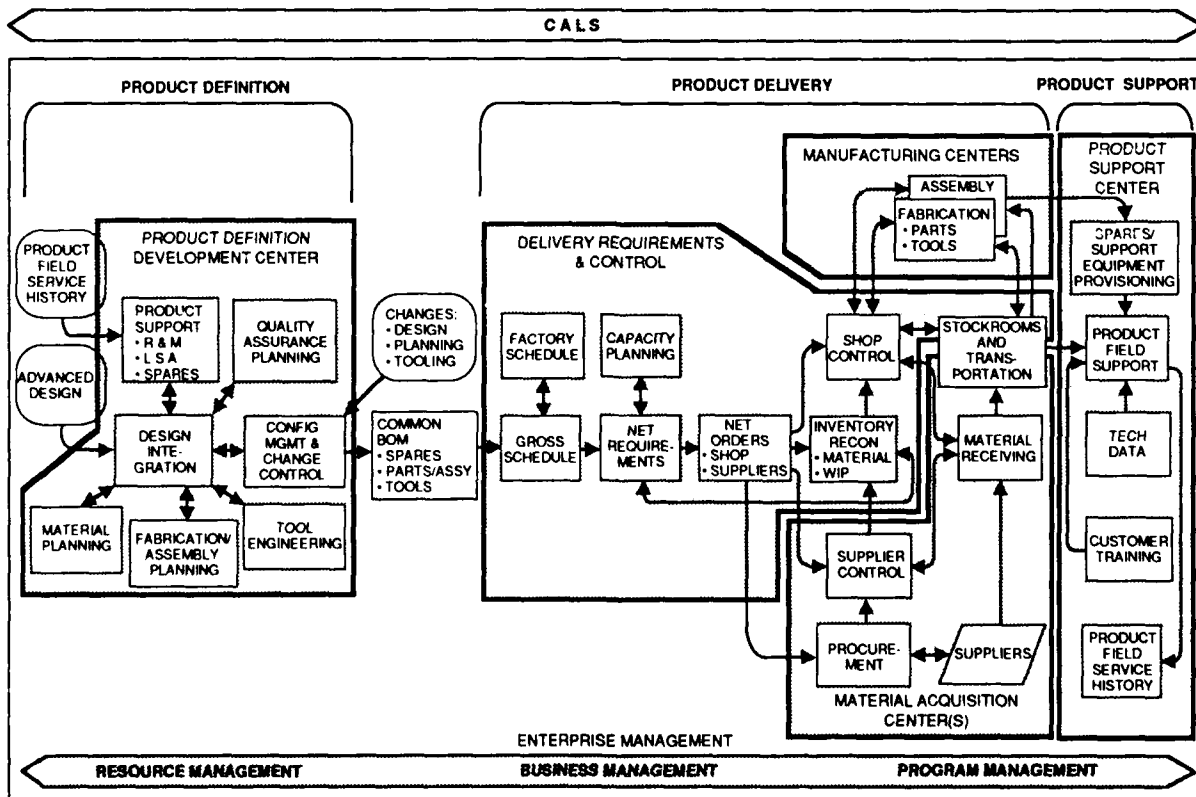 CALS
PRODUCT DEFINITION
PRODUCT DELIVERY
PRODUCT SUPPORT
PRODUCT
FIELD
SERVICE
HISTORY
ADVANCED
DESIGN
PRODUCT DEFINITION
DEVELOPMENT CENTER
PRODUCT
SUPPORT
• R & M
• L S A
• SPARES
QUALITY
ASSURANCE
PLANNING
DESIGN
INTE-
GRATION
CONFIG
MGMT &
CHANGE
CONTROL
MATERIAL
PLANNING
FABRICATION/
ASSEMBLY
PLANNING
TOOL
ENGINEERING
CHANGES:
• DESIGN
• PLANNING
• TOOLING
COMMON
BOM
• SPARES
• PARTS/ASSY
• TOOLS
DELIVERY REQUIREMENTS
& CONTROL
FACTORY
SCHEDULE
CAPACITY
PLANNING
GROSS
SCHEDULE
NET
REQUIRE-
MENTS
NET
ORDERS
• SHOP
• SUPPLIERS
MANUFACTURING CENTERS
ASSEMBLY
FABRICATION
• PARTS
• TOOLS
SHOP
CONTROL
STOCKROOMS
AND
TRANS-
PORTATION
INVENTORY
RECON
• MATERIAL
• WIP
MATERIAL
RECEIVING
SUPPLIER
CONTROL
PROCURE-
MENT
SUPPLIERS
MATERIAL ACQUISITION
CENTER(S)
PRODUCT
SUPPORT
CENTER
SPARES/
SUPPORT
EQUIPMENT
PROVISIONING
PRODUCT
FIELD
SUPPORT
TECH
DATA
CUSTOMER
TRAINING
PRODUCT
FIELD
SERVICE
HISTORY
ENTERPRISE MANAGEMENT
RESOURCE MANAGEMENT
BUSINESS MANAGEMENT
PROGRAM MANAGEMENT